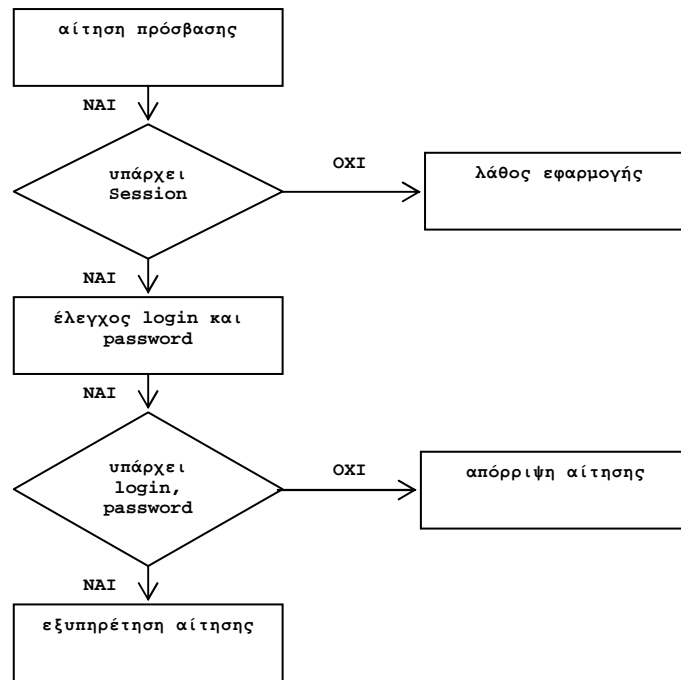 αίτηση πρόσβασης
ΝΑΙ
υπάρχει
Session
ΟΧΙ
λάθος εφαρμογής
ΝΑΙ
έλεγχος login και
password
ΝΑΙ
υπάρχει
login,
password
ΟΧΙ
απόρριψη αίτησης
ΝΑΙ
εξυπηρέτηση αίτησης